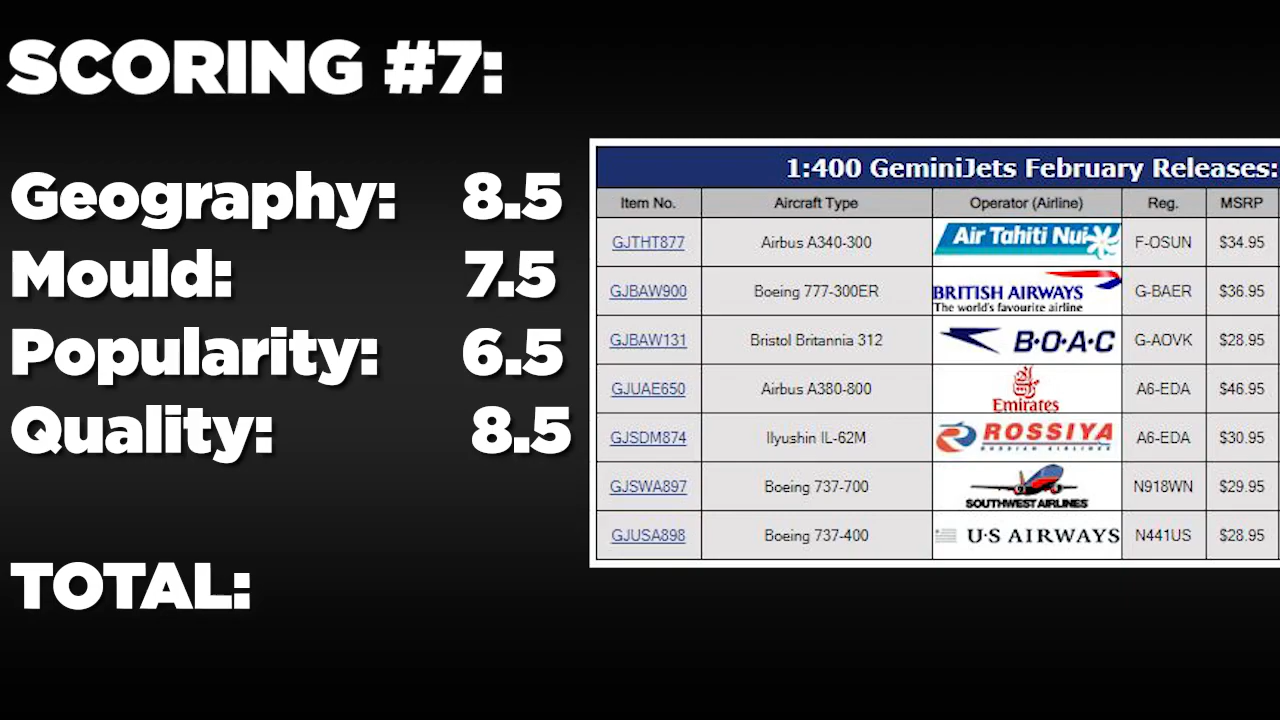 SCORING #7:
Geography: 8.5
Mould: 7.5
Popularity: 6.5
Quality: 8.5
TOTAL:
1:400 GeminiJets February Releases:
Item No. Aircraft Type Operator (Airline) Reg. MSRP
GJTHT877 Airbus A340-300 Air Tahiti Nui F-OSUN $34.95
GJBAW900 Boeing 777-300ER BRITISH AIRWAYS The world's favourite airline G-BAER $36.95
GJBAW131 Bristol Britannia 312 B·O·A·C G-AOVK $28.95
GJUAE650 Airbus A380-800 Emirates A6-EDA $46.95
GJSDM874 Ilyushin IL-62M ROSSIYA RUSSIAN AIRLINES A6-EDA $30.95
GJSWA897 Boeing 737-700 SOUTHWEST AIRLINES N918WN $29.95
GJUSA898 Boeing 737-400 U·S AIRWAYS N441US $28.95